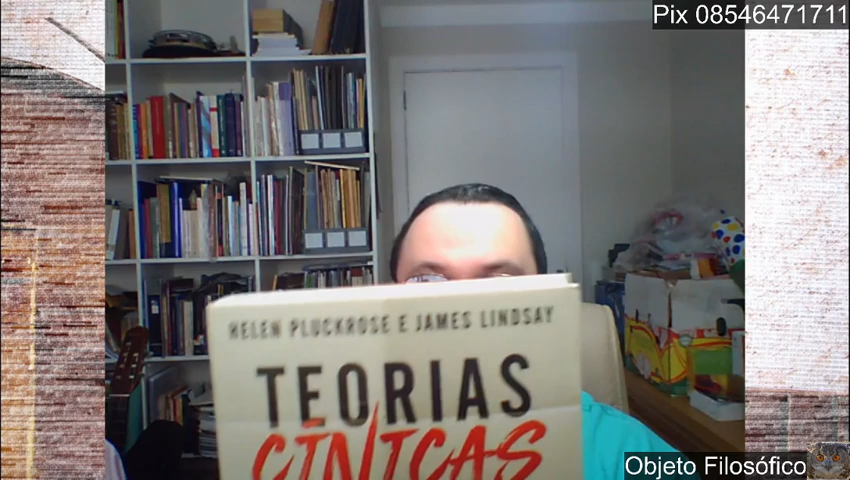 Pix 08546471711
HELEN PLUCKROSE E JAMES LINDSAY
TEORIAS
CÍNICAS
Objeto Filosófico